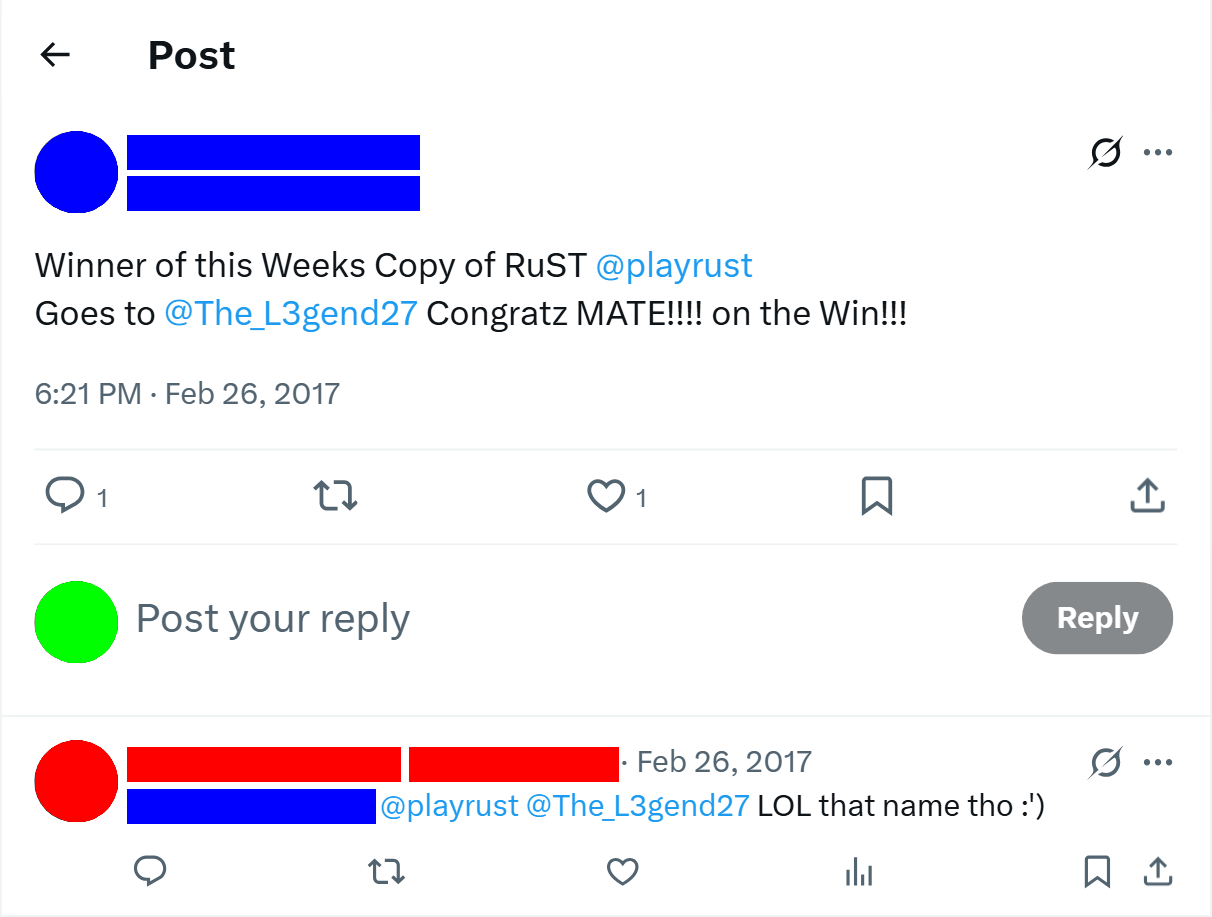 Post
Winner of this Weeks Copy of RuST @playrust
Goes to @The_L3gend27 Congratz MATE!!!! on the Win!!!
6:21 PM · Feb 26, 2017
1
1
Post your reply
Reply
· Feb 26, 2017
@playrust @The_L3gend27 LOL that name tho :')